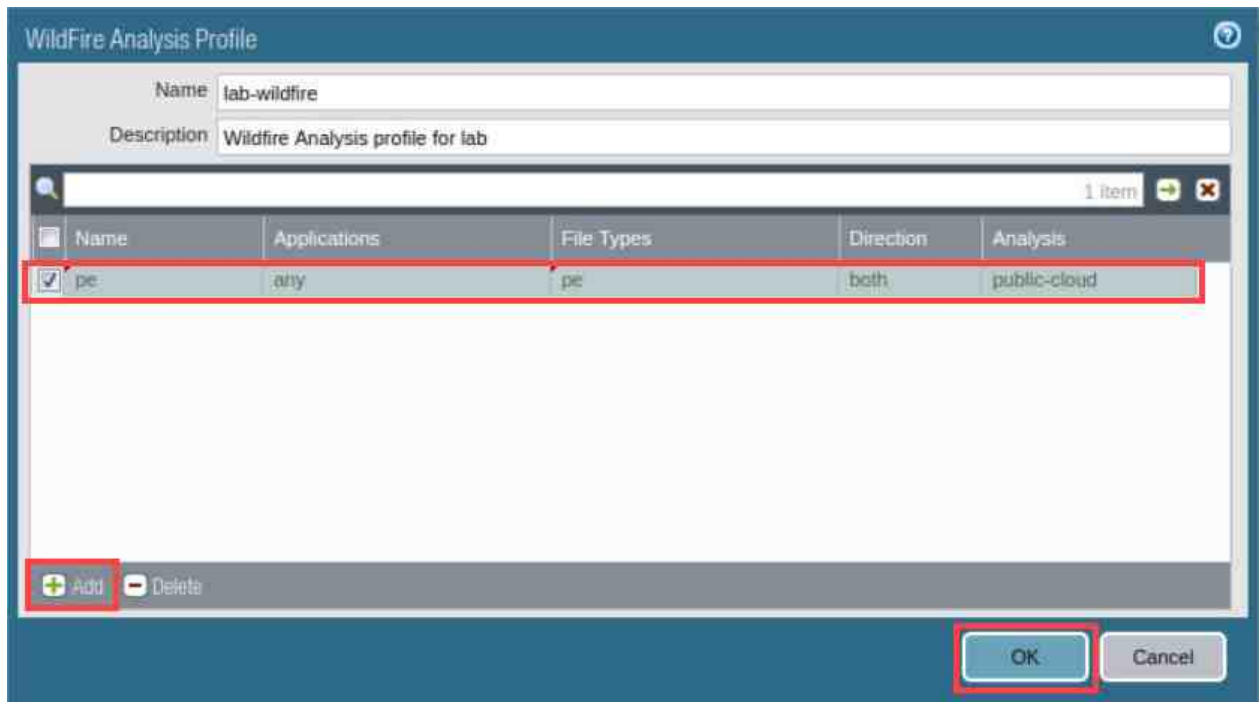 WildFire Analysis Profile
Name lab-wildfire
Description Wildfire Analysis profile for lab
1 item
Name Applications File Types Direction Analysis
pe any pe both public-cloud
Add Delete
OK Cancel